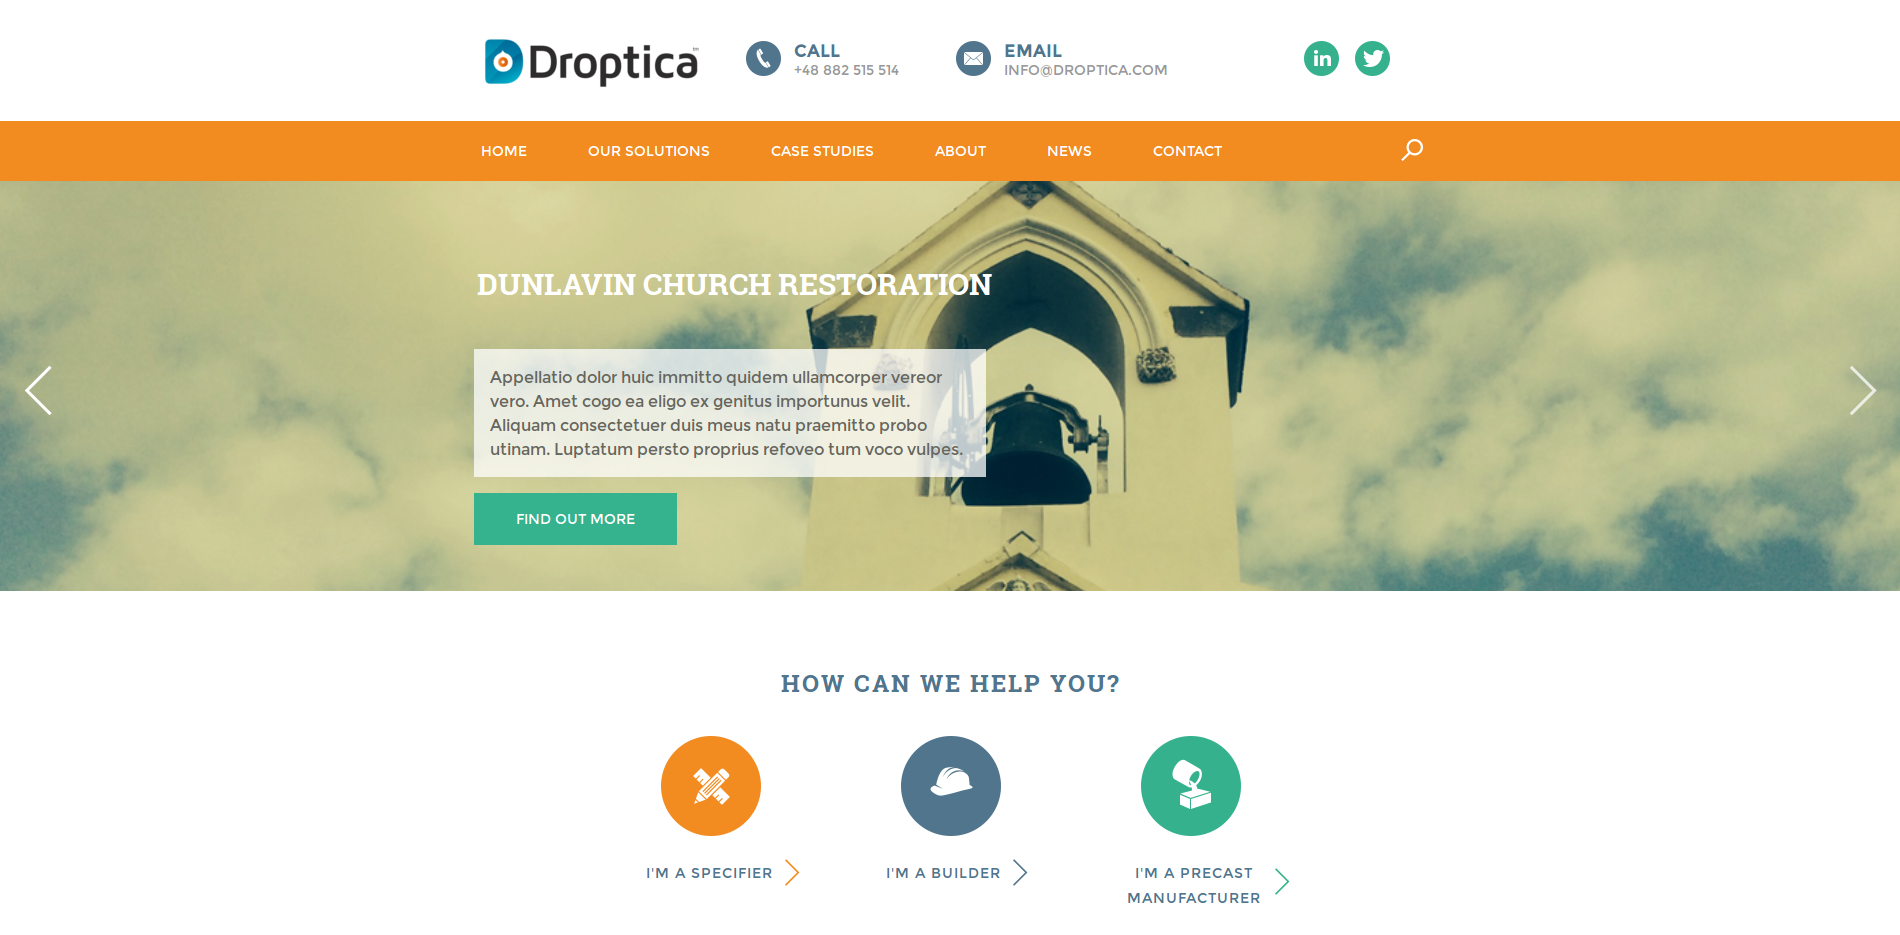 Droptica™
CALL
+48 882 515 514
EMAIL
INFO@DROPTICA.COM
in
HOME
OUR SOLUTIONS
CASE STUDIES
ABOUT
NEWS
CONTACT
DUNLAVIN CHURCH RESTORATION
Appellatio dolor huic immitto quidem ullamcorper vereor
vero. Amet cogo ea eligo ex genitus importunus velit.
Aliquam consectetuer duis meus natu praemitto probo
utinam. Luptatum persto proprius refoveo tum voco vulpes.
FIND OUT MORE
HOW CAN WE HELP YOU?
I'M A SPECIFIER
I'M A BUILDER
I'M A PRECAST
MANUFACTURER